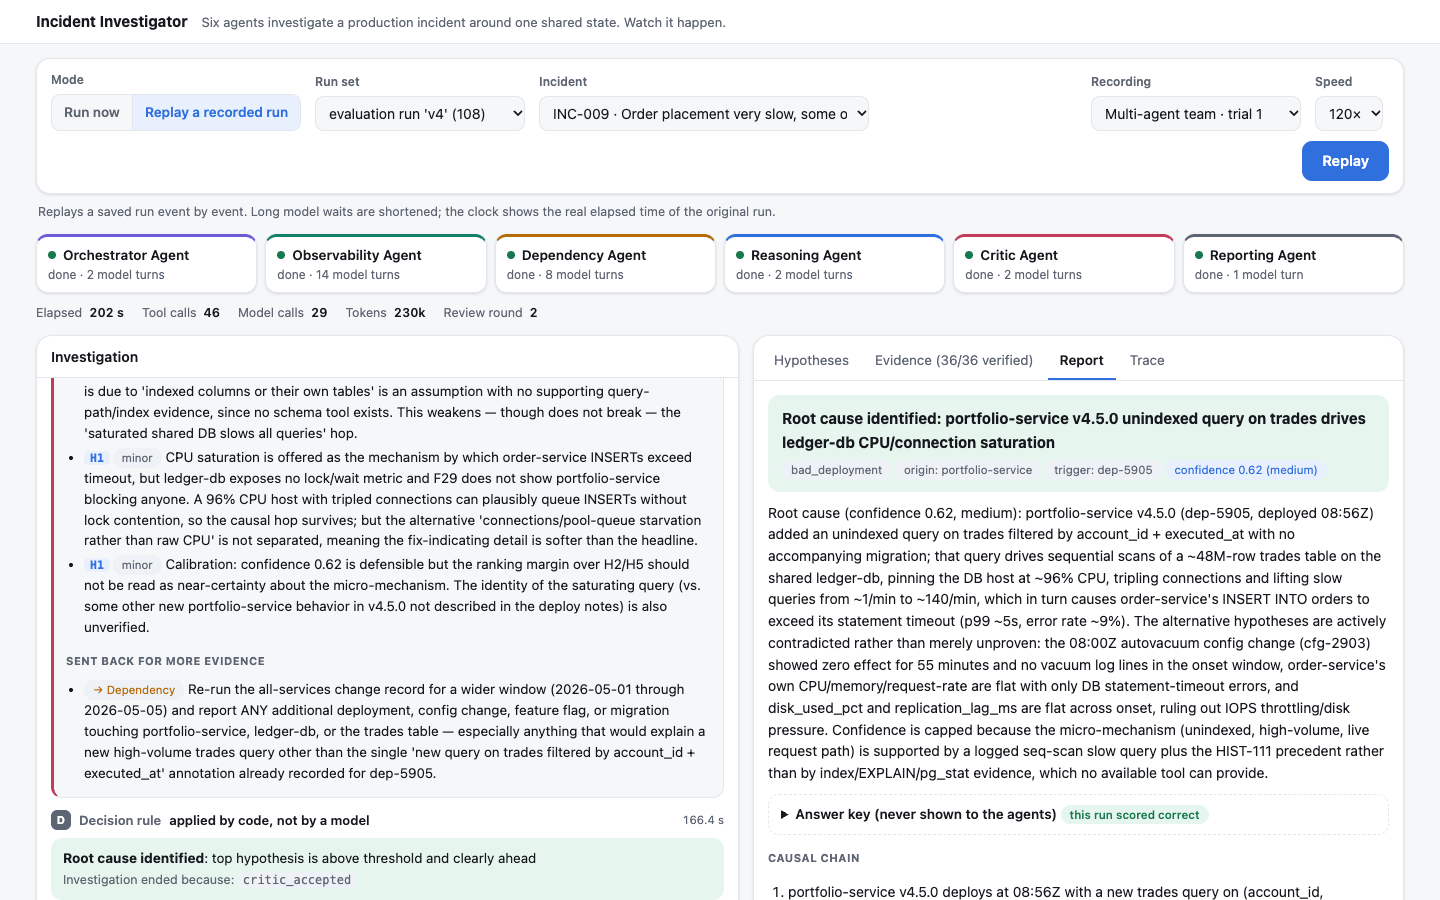 Incident Investigator Six agents investigate a production incident around one shared state. Watch it happen.
Mode
Run set
Incident
Recording
Speed
Run now
Replay a recorded run
evaluation run 'v4' (108)
INC-009 · Order placement very slow, some o
Multi-agent team · trial 1
120×
Replay
Replays a saved run event by event. Long model waits are shortened; the clock shows the real elapsed time of the original run.
Orchestrator Agent
done · 2 model turns
Observability Agent
done · 14 model turns
Dependency Agent
done · 8 model turns
Reasoning Agent
done · 2 model turns
Critic Agent
done · 2 model turns
Reporting Agent
done · 1 model turn
Elapsed 202 s Tool calls 46 Model calls 29 Tokens 230k Review round 2
Investigation
is due to 'indexed columns or their own tables' is an assumption with no supporting query-
path/index evidence, since no schema tool exists. This weakens — though does not break — the
'saturated shared DB slows all queries' hop.
• H1 minor CPU saturation is offered as the mechanism by which order-service INSERTs exceed
timeout, but ledger-db exposes no lock/wait metric and F29 does not show portfolio-service
blocking anyone. A 96% CPU host with tripled connections can plausibly queue INSERTs without
lock contention, so the causal hop survives; but the alternative 'connections/pool-queue starvation
rather than raw CPU' is not separated, meaning the fix-indicating detail is softer than the headline.
• H1 minor Calibration: confidence 0.62 is defensible but the ranking margin over H2/H5 should
not be read as near-certainty about the micro-mechanism. The identity of the saturating query (vs.
some other new portfolio-service behavior in v4.5.0 not described in the deploy notes) is also
unverified.
SENT BACK FOR MORE EVIDENCE
• → Dependency Re-run the all-services change record for a wider window (2026-05-01 through
2026-05-05) and report ANY additional deployment, config change, feature flag, or migration
touching portfolio-service, ledger-db, or the trades table — especially anything that would explain a
new high-volume trades query other than the single 'new query on trades filtered by account_id +
executed_at' annotation already recorded for dep-5905.
D Decision rule applied by code, not by a model 166.4 s
Root cause identified: top hypothesis is above threshold and clearly ahead
Investigation ended because: critic_accepted
Hypotheses Evidence (36/36 verified) Report Trace
Root cause identified: portfolio-service v4.5.0 unindexed query on trades drives
ledger-db CPU/connection saturation
bad_deployment origin: portfolio-service trigger: dep-5905 confidence 0.62 (medium)
Root cause (confidence 0.62, medium): portfolio-service v4.5.0 (dep-5905, deployed 08:56Z)
added an unindexed query on trades filtered by account_id + executed_at with no
accompanying migration; that query drives sequential scans of a ~48M-row trades table on the
shared ledger-db, pinning the DB host at ~96% CPU, tripling connections and lifting slow
queries from ~1/min to ~140/min, which in turn causes order-service's INSERT INTO orders to
exceed its statement timeout (p99 ~5s, error rate ~9%). The alternative hypotheses are actively
contradicted rather than merely unproven: the 08:00Z autovacuum config change (cfg-2903)
showed zero effect for 55 minutes and no vacuum log lines in the onset window, order-service's
own CPU/memory/request-rate are flat with only DB statement-timeout errors, and
disk_used_pct and replication_lag_ms are flat across onset, ruling out IOPS throttling/disk
pressure. Confidence is capped because the micro-mechanism (unindexed, high-volume, live
request path) is supported by a logged seq-scan slow query plus the HIST-111 precedent rather
than by index/EXPLAIN/pg_stat evidence, which no available tool can provide.
▶ Answer key (never shown to the agents) this run scored correct
CAUSAL CHAIN
1. portfolio-service v4.5.0 deploys at 08:56Z with a new trades query on (account_id,